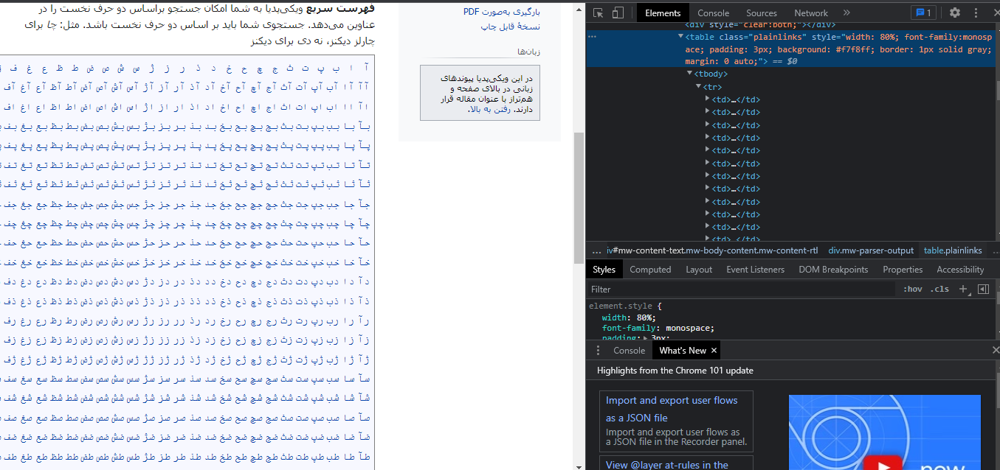 فهرست سریع ویکی‌پدیا به شما امکان جستجو براساس دو حرف نخست را در
عناوین می‌دهد. جستجوی شما باید بر اساس دو حرف نخست باشد. مثل: چا برای
چارلز دیکنز، نه دی برای دیکنز
آ ا ب پ ت ث ج چ ح خ د ذ ر ز ژ س ش ص ض ط ظ ع غ ف
آآ آا آب آپ آت آث آج آچ آح آخ آد آذ آر آز آژ آس آش آص آض آط آظ آع آغ آف
اآ اا اب اپ ات اث اج اچ اح اخ اد اذ ار از اژ اس اش اص اض اط اظ اع اغ اف
بآ با بب بپ بت بث بج بچ بح بخ بد بذ بر بز بژ بس بش بص بض بط بظ بع بغ بف
پآ پا پب پپ پت پث پج پچ پح پخ پد پذ پر پز پژ پس پش پص پض پط پظ پع پغ پف
تآ تا تب تپ تت تث تج تچ تح تخ تد تذ تر تز تژ تس تش تص تض تط تظ تع تغ تف
ثآ ثا ثب ثپ ثت ثث ثج ثچ ثح ثخ ثد ثذ ثر ثز ثژ ثس ثش ثص ثض ثط ثظ ثع ثغ ثف
جآ جا جب جپ جت جث جج جچ جح جخ جد جذ جر جز جژ جس جش جص جض جط جظ جع جغ جف
چآ چا چب چپ چت چث چج چچ چح چخ چد چذ چر چز چژ چس چش چص چض چط چظ چع چغ چف
حآ حا حب حپ حت حث حج حچ حح حخ حد حذ حر حز حژ حس حش حص حض حط حظ حع حغ حف
خآ خا خب خپ خت خث خج خچ خح خخ خد خذ خر خز خژ خس خش خص خض خط خظ خع خغ خف
دآ دا دب دپ دت دث دج دچ دح دخ دد دذ در دز دژ دس دش دص دض دط دظ دع دغ دف
ذآ ذا ذب ذپ ذت ذث ذج ذچ ذح ذخ ذد ذذ ذر ذز ذژ ذس ذش ذص ذض ذط ذظ ذع ذغ ذف
رآ را رب رپ رت رث رج رچ رح رخ رد رذ رر رز رژ رس رش رص رض رط رظ رع رغ رف
زآ زا زب زپ زت زث زج زچ زح زخ زد زذ زر زز زژ زس زش زص زض زط زظ زع زغ زف
ژآ ژا ژب ژپ ژت ژث ژج ژچ ژح ژخ ژد ژذ ژر ژز ژژ ژس ژش ژص ژض ژط ژظ ژع ژغ ژف
سآ سا سب سپ ست سث سج سچ سح سخ سد سذ سر سز سژ سس سش سص سض سط سظ سع سغ سف
شآ شا شب شپ شت شث شج شچ شح شخ شد شذ شر شز شژ شس شش شص شض شط شظ شع شغ شف
صآ صا صب صپ صت صث صج صچ صح صخ صد صذ صر صز صژ صس صش صص صض صط صظ صع صغ صف
ضآ ضا ضب ضپ ضت ضث ضج ضچ ضح ضخ ضد ضذ ضر ضز ضژ ضس ضش ضص ضض ضط ضظ ضع ضغ ضف
طآ طا طب طپ طت طث طج طچ طح طخ طد طذ طر طز طژ طس طش طص طض طط طظ طع طغ طف
بارگیری به‌صورت PDF
نسخهٔ قابل چاپ
زبان‌ها
در این ویکی‌پدیا پیوندهای
زبانی در بالای صفحه و
هم‌تراز با عنوان مقاله قرار
دارند. رفتن به بالا.
Elements Console Sources Network » 1
<div style="clear:both;"></div>
<table class="plainlinks" style="width: 80%; font-family:monosp
ace; padding: 3px; background: #f7f8ff; border: 1px solid gray;
margin: 0 auto;"> == $0
<tbody>
<tr>
<td>…</td>
<td>…</td>
<td>…</td>
<td>…</td>
<td>…</td>
<td>…</td>
<td>…</td>
<td>…</td>
<td>…</td>
<td>…</td>
<td>…</td>
<td>…</td>
… iv#mw-content-text.mw-body-content.mw-content-rtl div.mw-parser-output table.plainlinks …
Styles Computed Layout Event Listeners DOM Breakpoints Properties Accessibility
Filter :hov .cls +
element.style {
width: 80%;
font-family: monospace;
padding: 3px;
Console What's New ×
Highlights from the Chrome 101 update
Import and export user flows
as a JSON file
Import and export user flows as
a JSON file in the Recorder panel.
View @layer at-rules in the
new